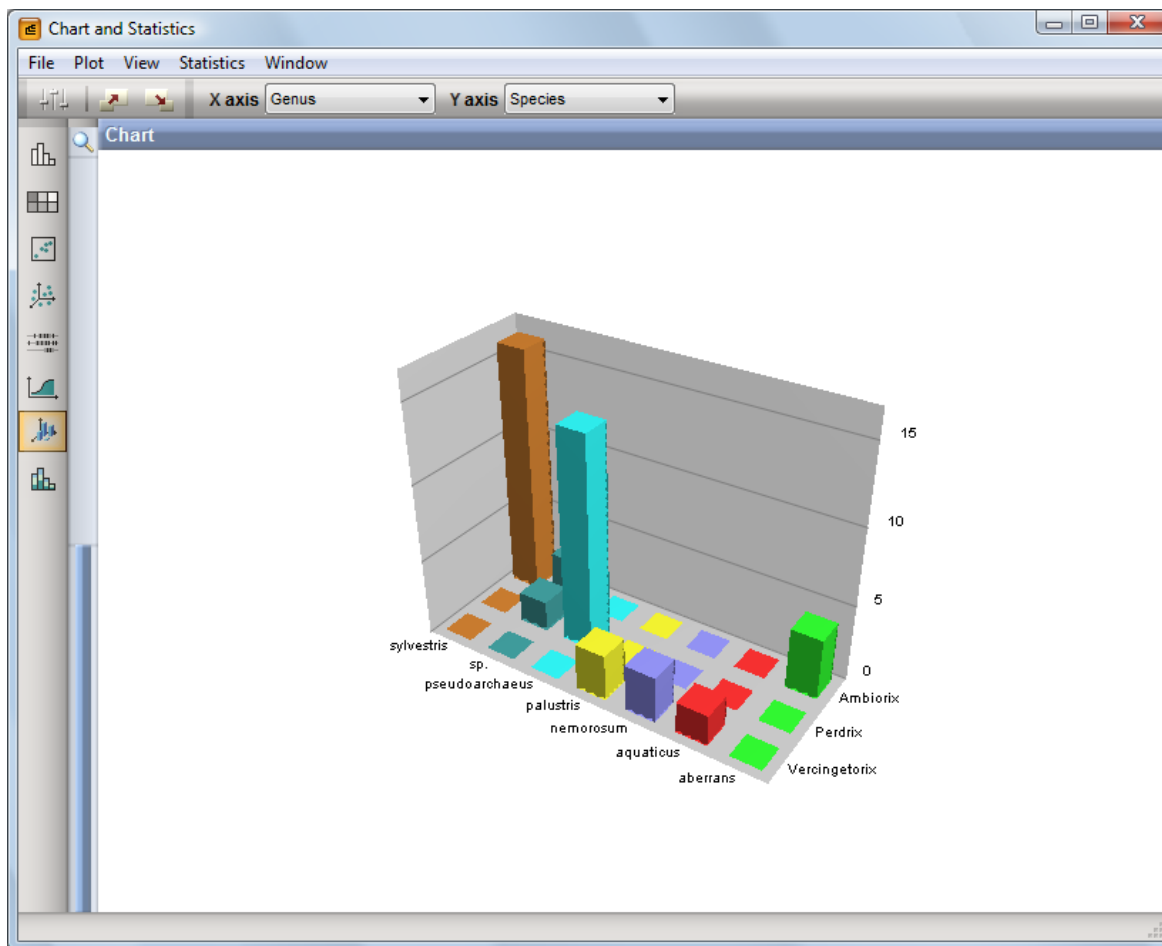 Chart and Statistics
File Plot View Statistics Window
X axis Genus Y axis Species
Chart
15
10
5
0
sylvestris
sp.
pseudoarchaeus
palustris
nemorosum
aquaticus
aberrans
Ambiorix
Perdrix
Vercingetorix